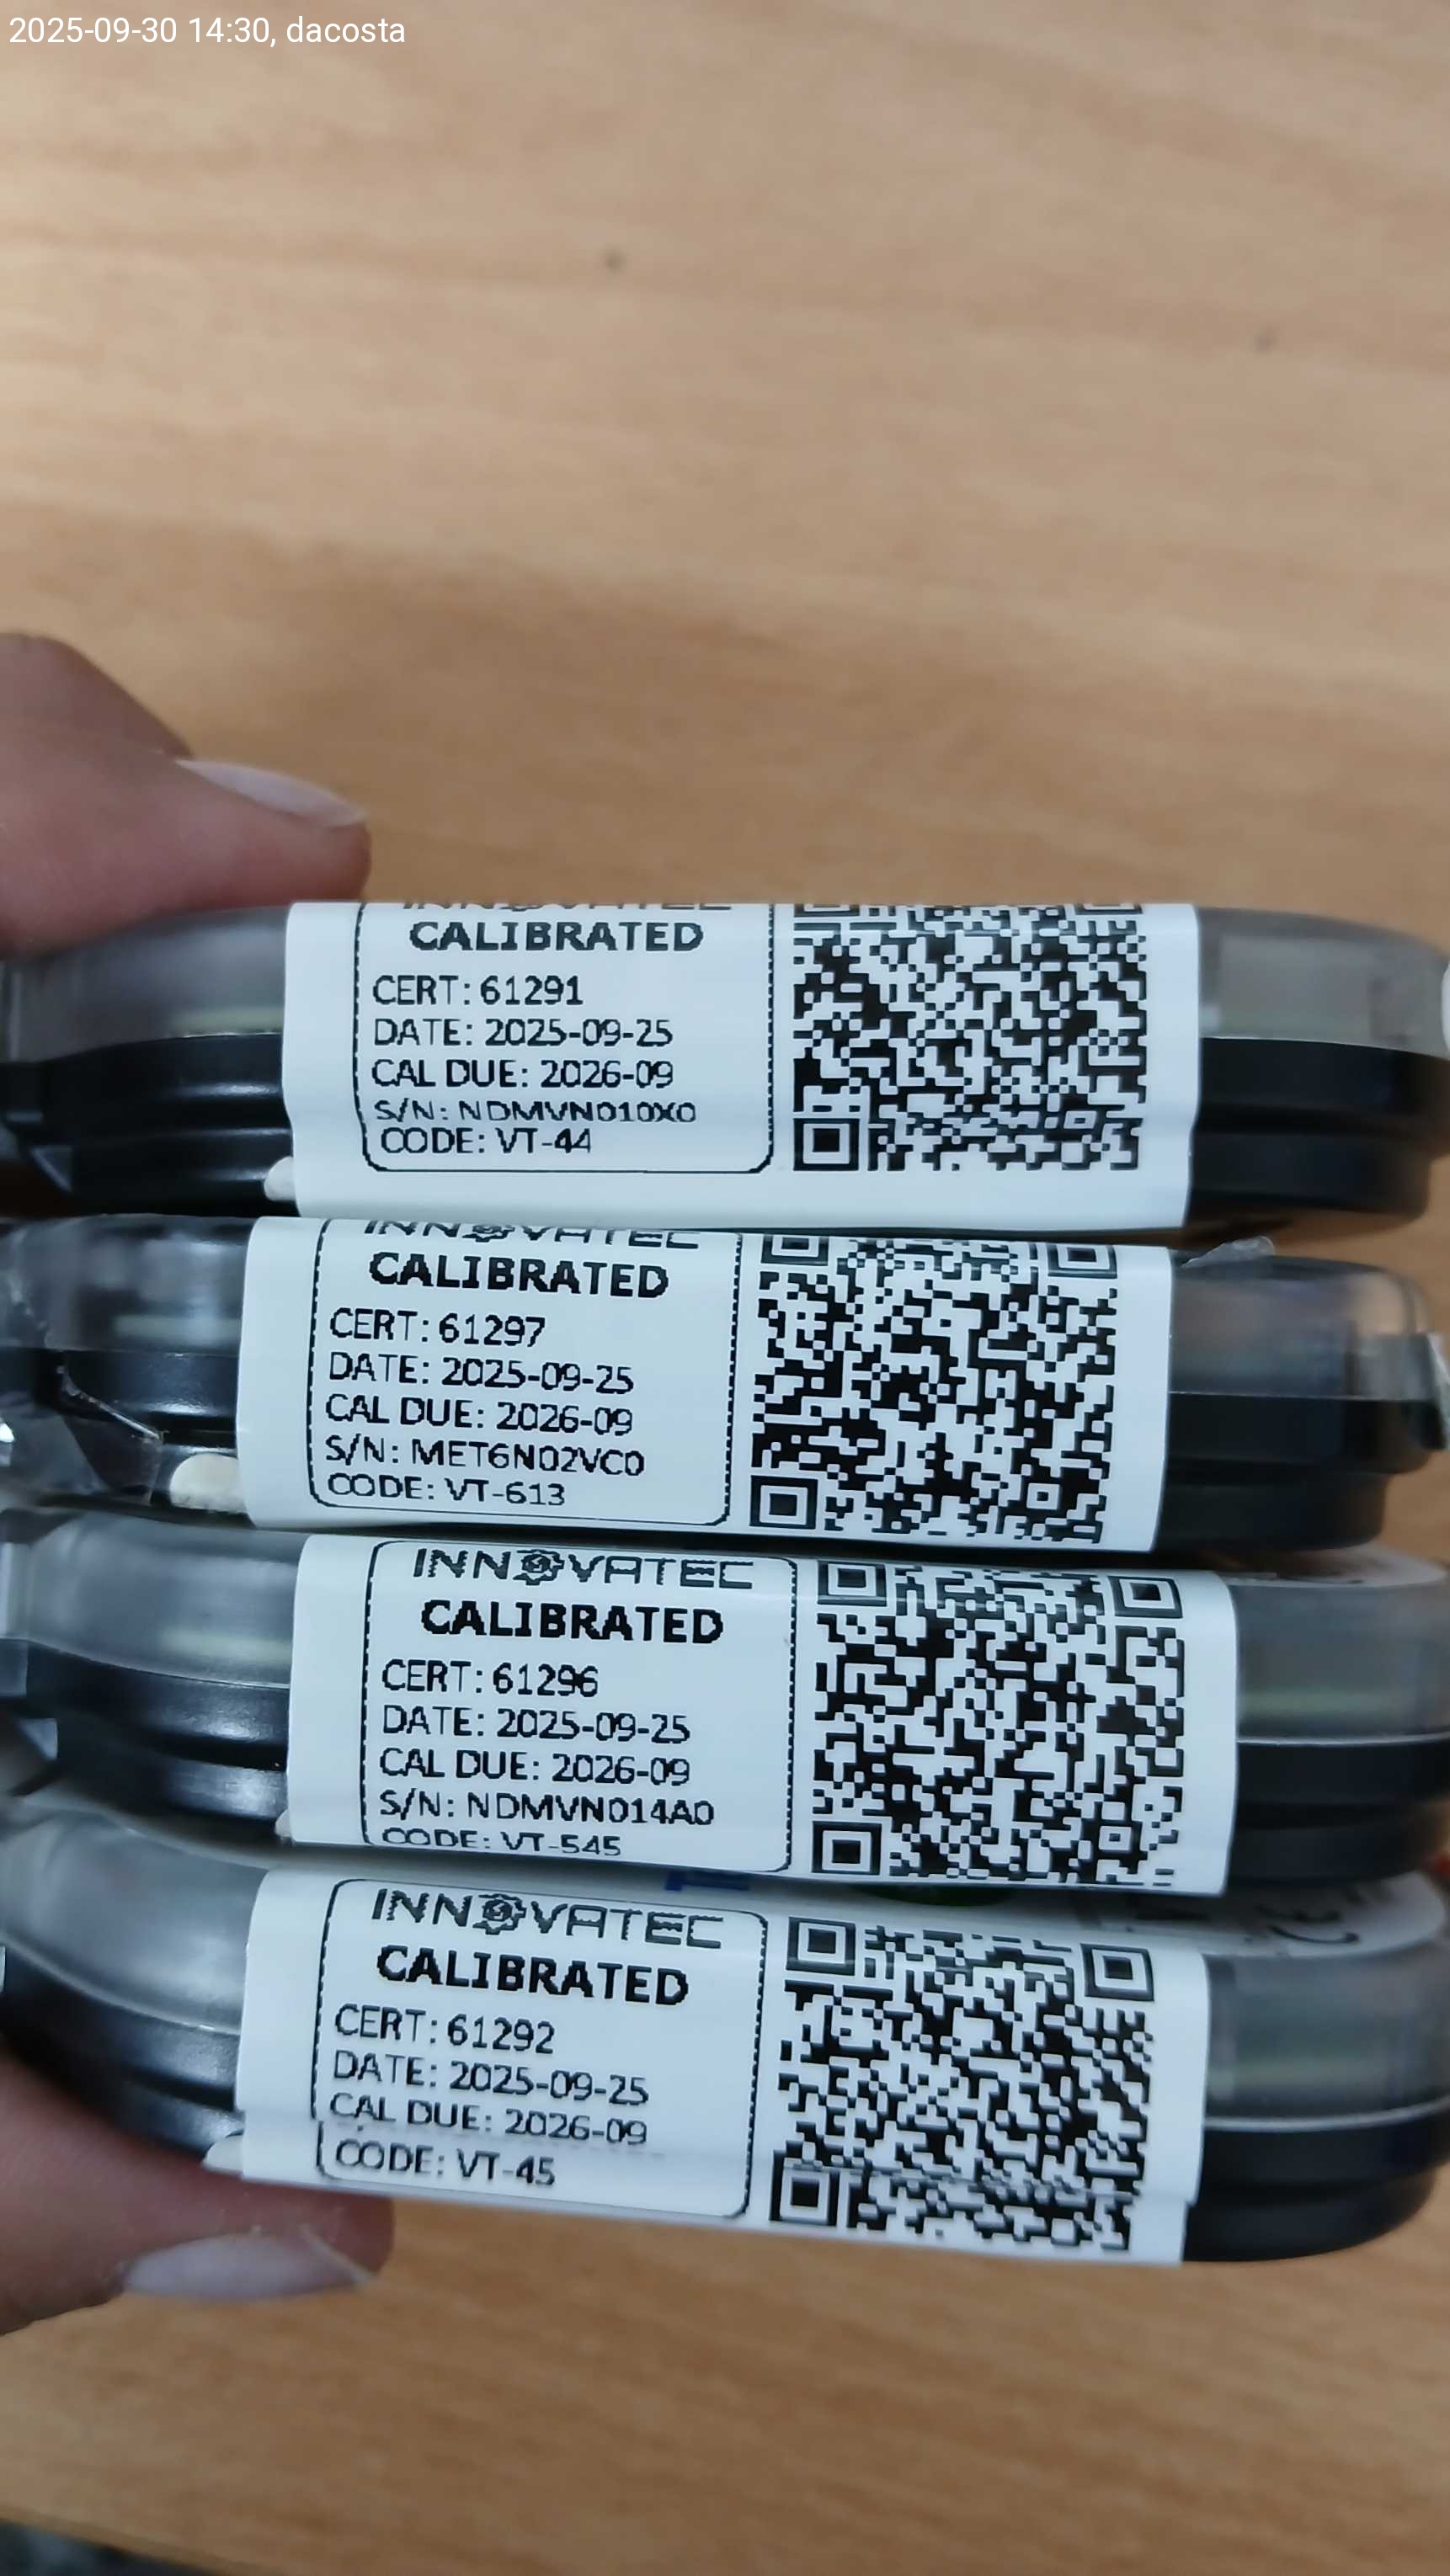 2025-09-30 14:30, dacosta
INNOVATEC
CALIBRATED
CERT: 61291
DATE: 2025-09-25
CAL DUE: 2026-09
S/N: NDMVN010X0
CODE: VT-44
INNOVATEC
CALIBRATED
CERT: 61297
DATE: 2025-09-25
CAL DUE: 2026-09
S/N: MET6N02VC0
CODE: VT-613
INNOVATEC
CALIBRATED
CERT: 61296
DATE: 2025-09-25
CAL DUE: 2026-09
S/N: NDMVN014A0
CODE: VT-545
INNOVATEC
CALIBRATED
CERT: 61292
DATE: 2025-09-25
CAL DUE: 2026-09
CODE: VT-45